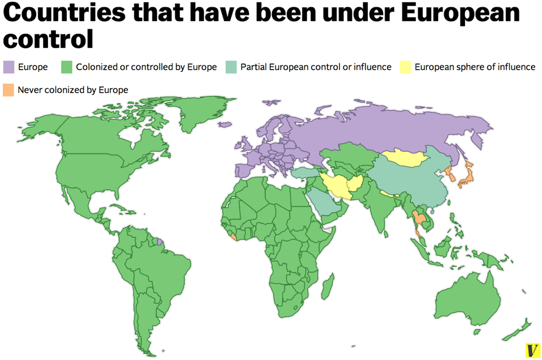 Countries that have been under European
control
Europe
Colonized or controlled by Europe
Partial European control or influence
European sphere of influence
Never colonized by Europe
V